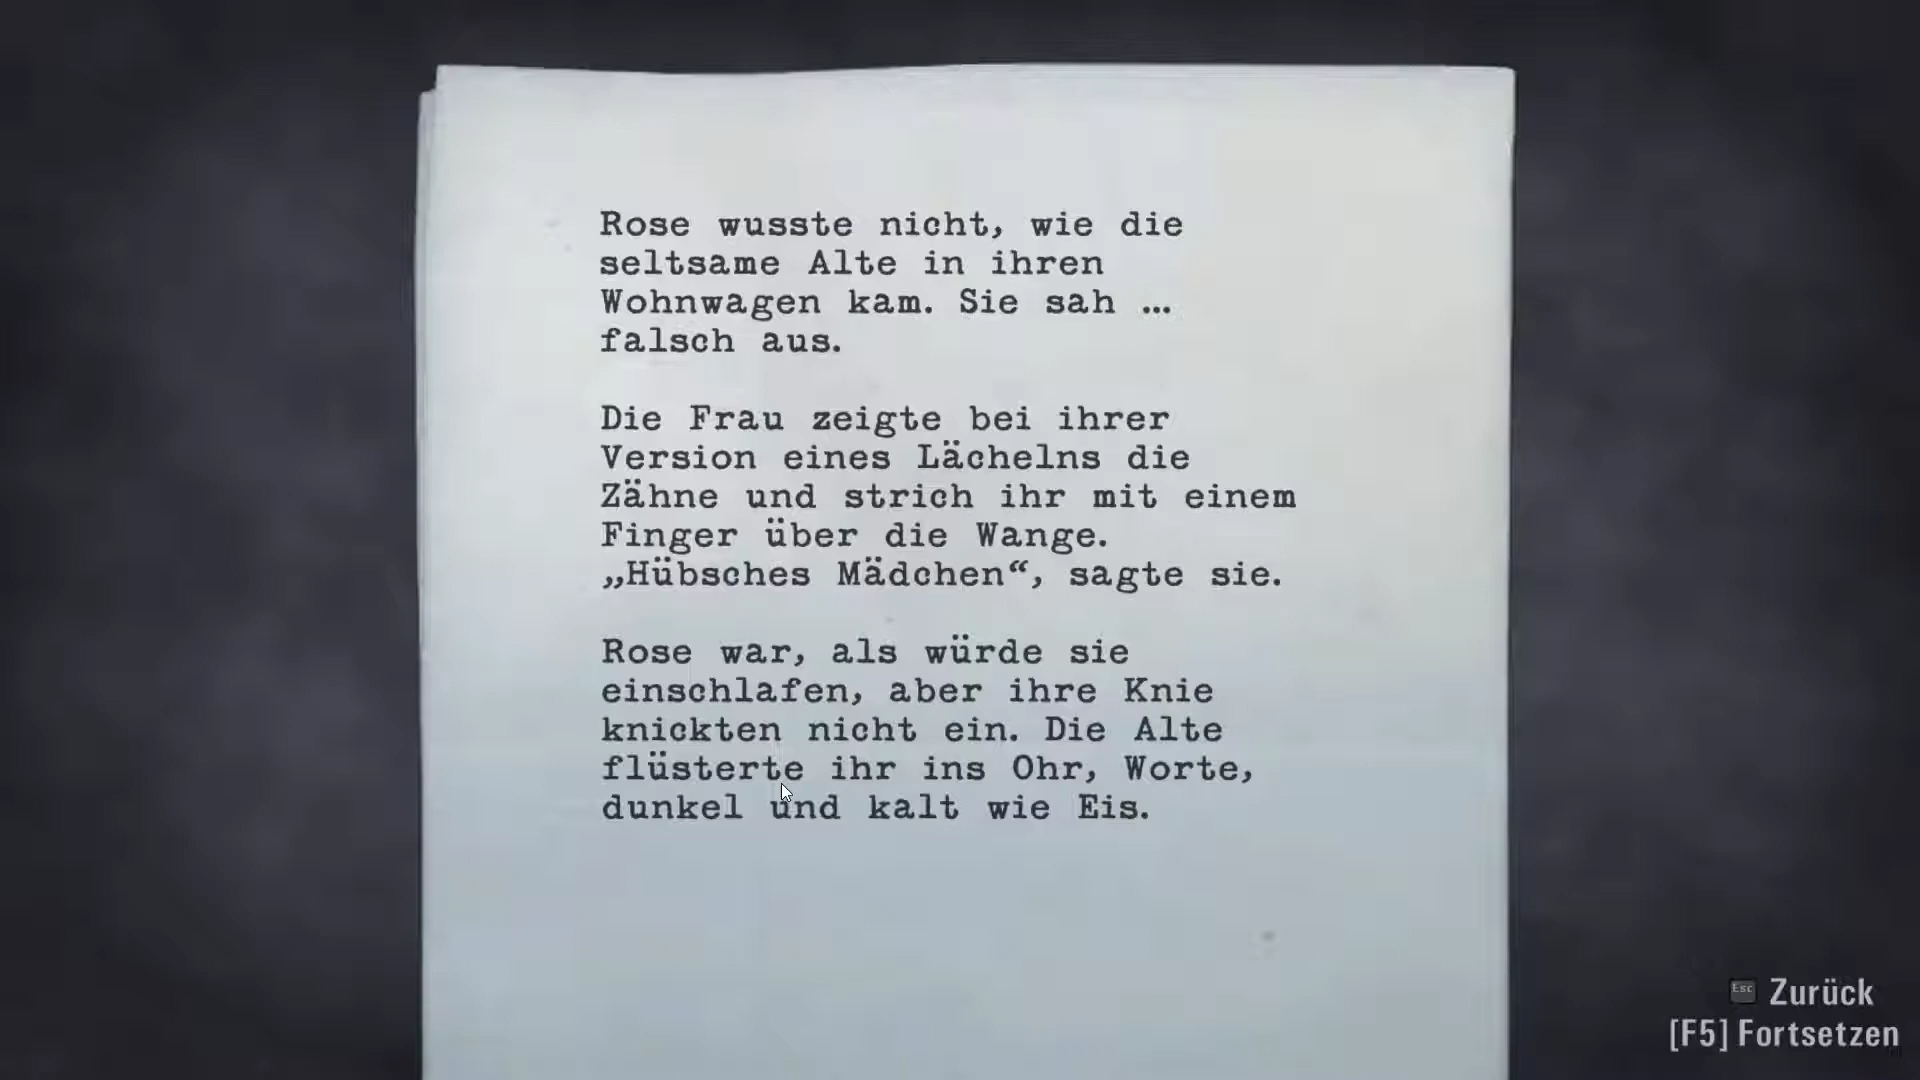 Rose wusste nicht, wie die
seltsame Alte in ihren
Wohnwagen kam. Sie sah …
falsch aus.
Die Frau zeigte bei ihrer
Version eines Lächelns die
Zähne und strich ihr mit einem
Finger über die Wange.
„Hübsches Mädchen“, sagte sie.
Rose war, als würde sie
einschlafen, aber ihre Knie
knickten nicht ein. Die Alte
flüsterte ihr ins Ohr, Worte,
dunkel und kalt wie Eis.
Esc Zurück
[F5] Fortsetzen